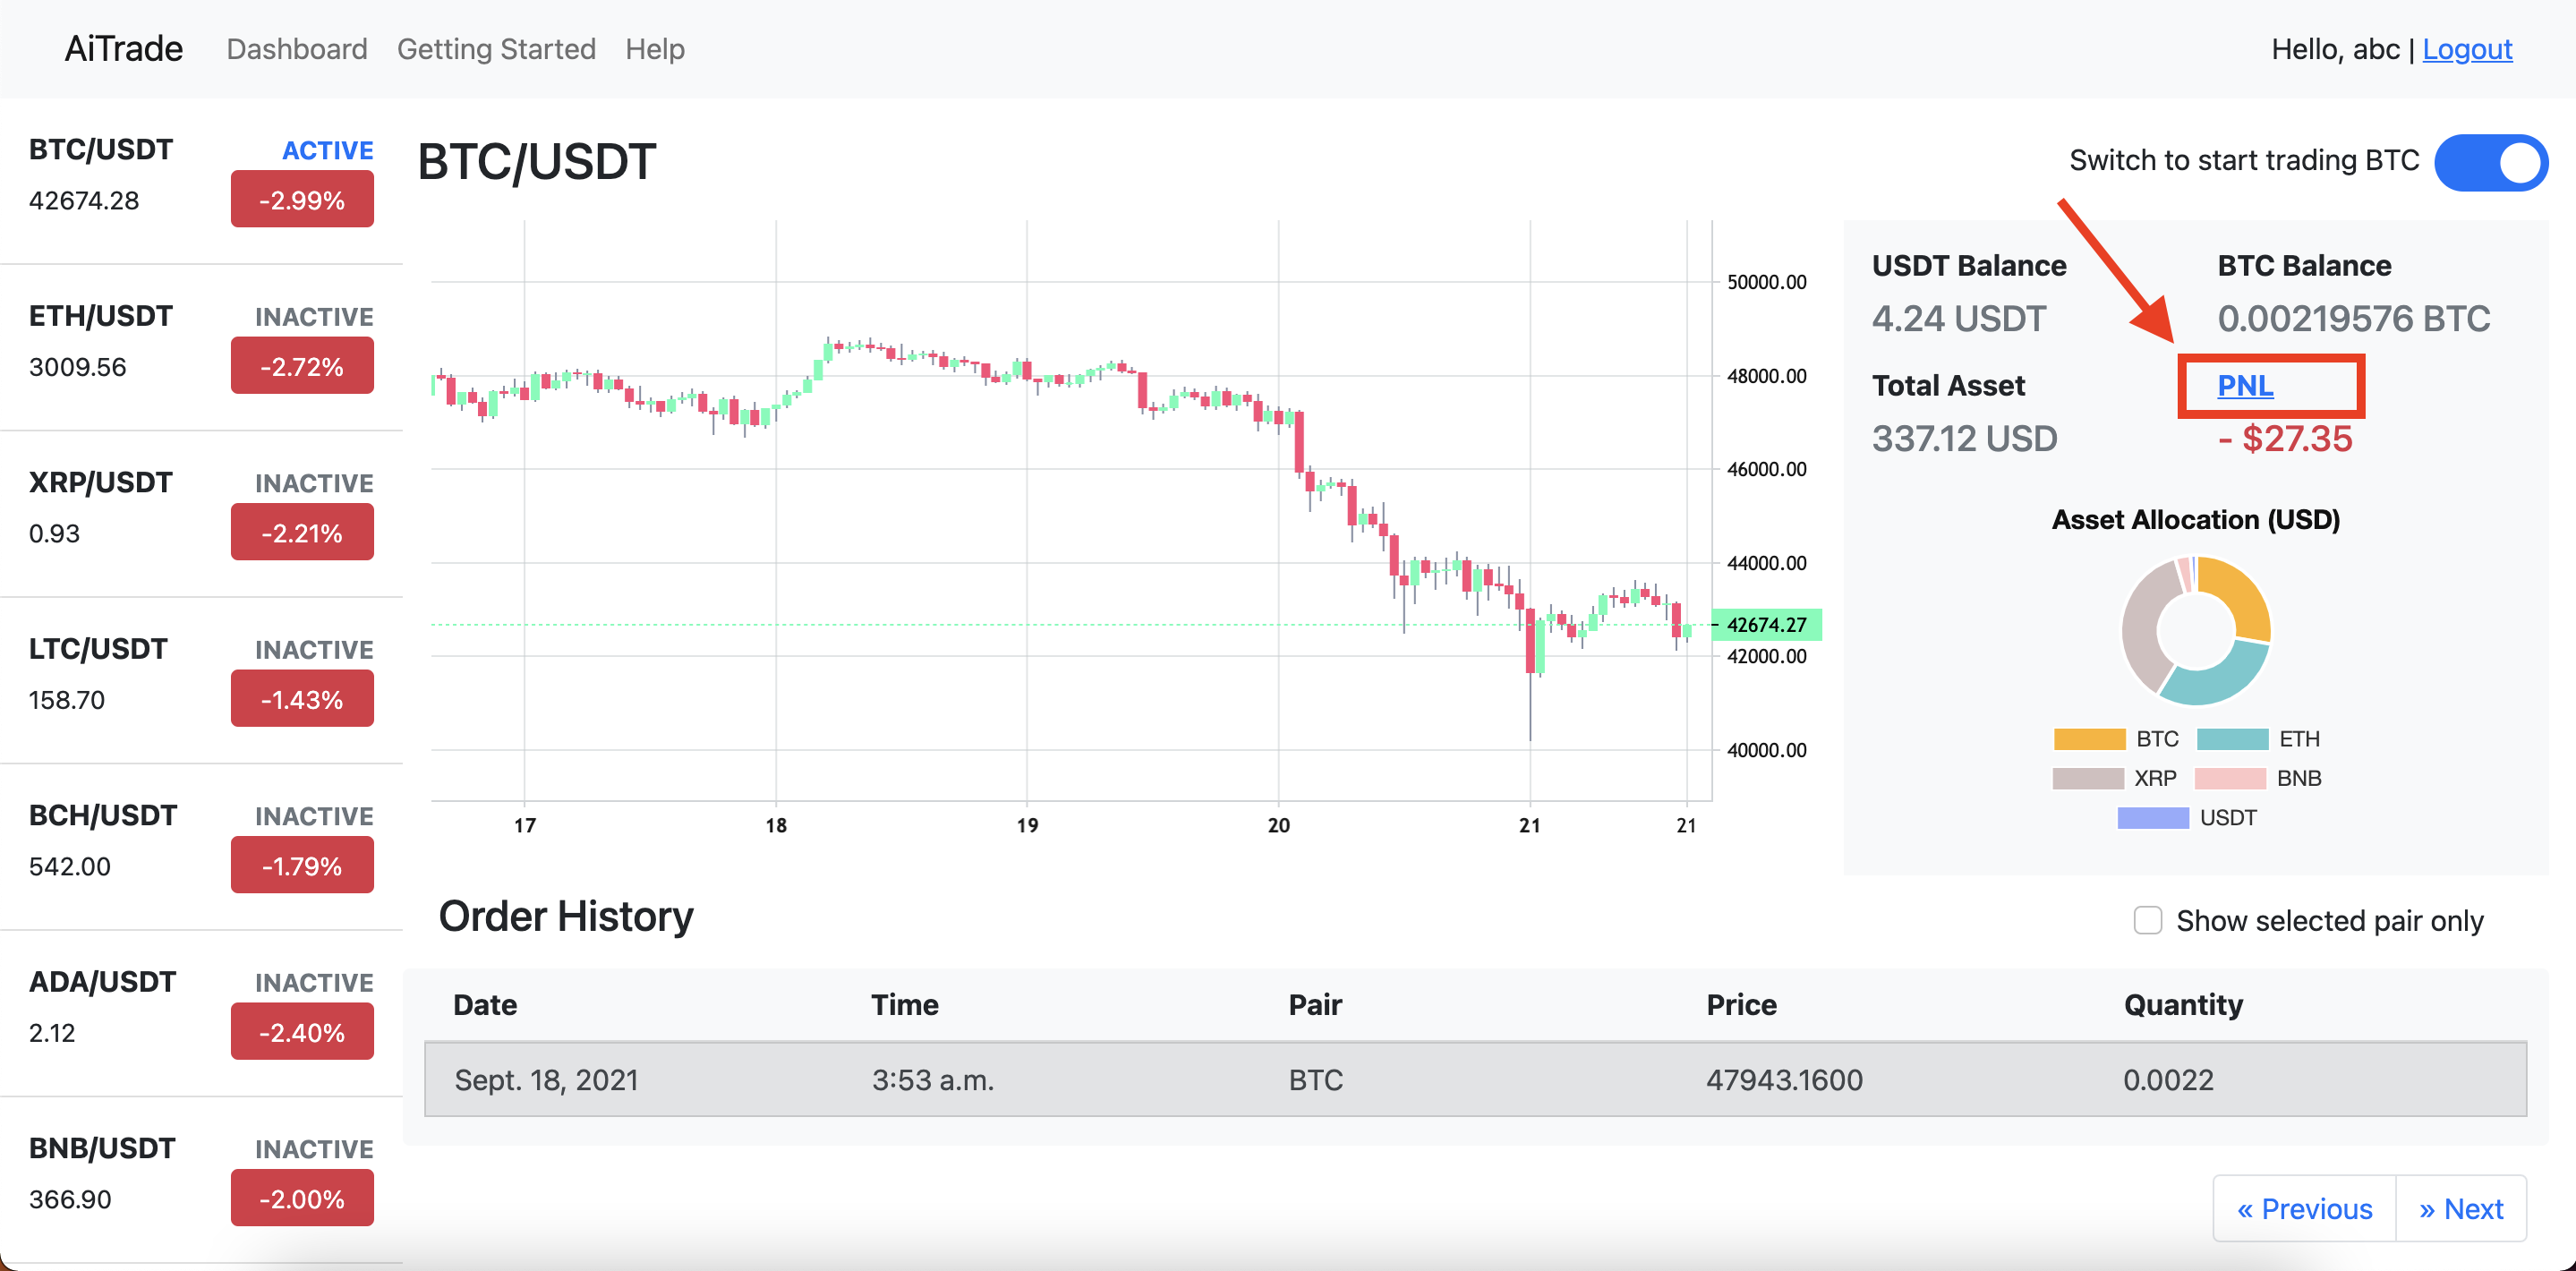 AiTrade Dashboard Getting Started Help Hello, abc | Logout
BTC/USDT ACTIVE
42674.28 -2.99%
ETH/USDT INACTIVE
3009.56 -2.72%
XRP/USDT INACTIVE
0.93 -2.21%
LTC/USDT INACTIVE
158.70 -1.43%
BCH/USDT INACTIVE
542.00 -1.79%
ADA/USDT INACTIVE
2.12 -2.40%
BNB/USDT INACTIVE
366.90 -2.00%
BTC/USDT
Switch to start trading BTC
50000.00
48000.00
46000.00
44000.00
42674.27
42000.00
40000.00
17 18 19 20 21 21
USDT Balance BTC Balance
4.24 USDT 0.00219576 BTC
Total Asset PNL
337.12 USD - $27.35
Asset Allocation (USD)
BTC ETH
XRP BNB
USDT
Order History
Show selected pair only
Date Time Pair Price Quantity
Sept. 18, 2021 3:53 a.m. BTC 47943.1600 0.0022
« Previous » Next